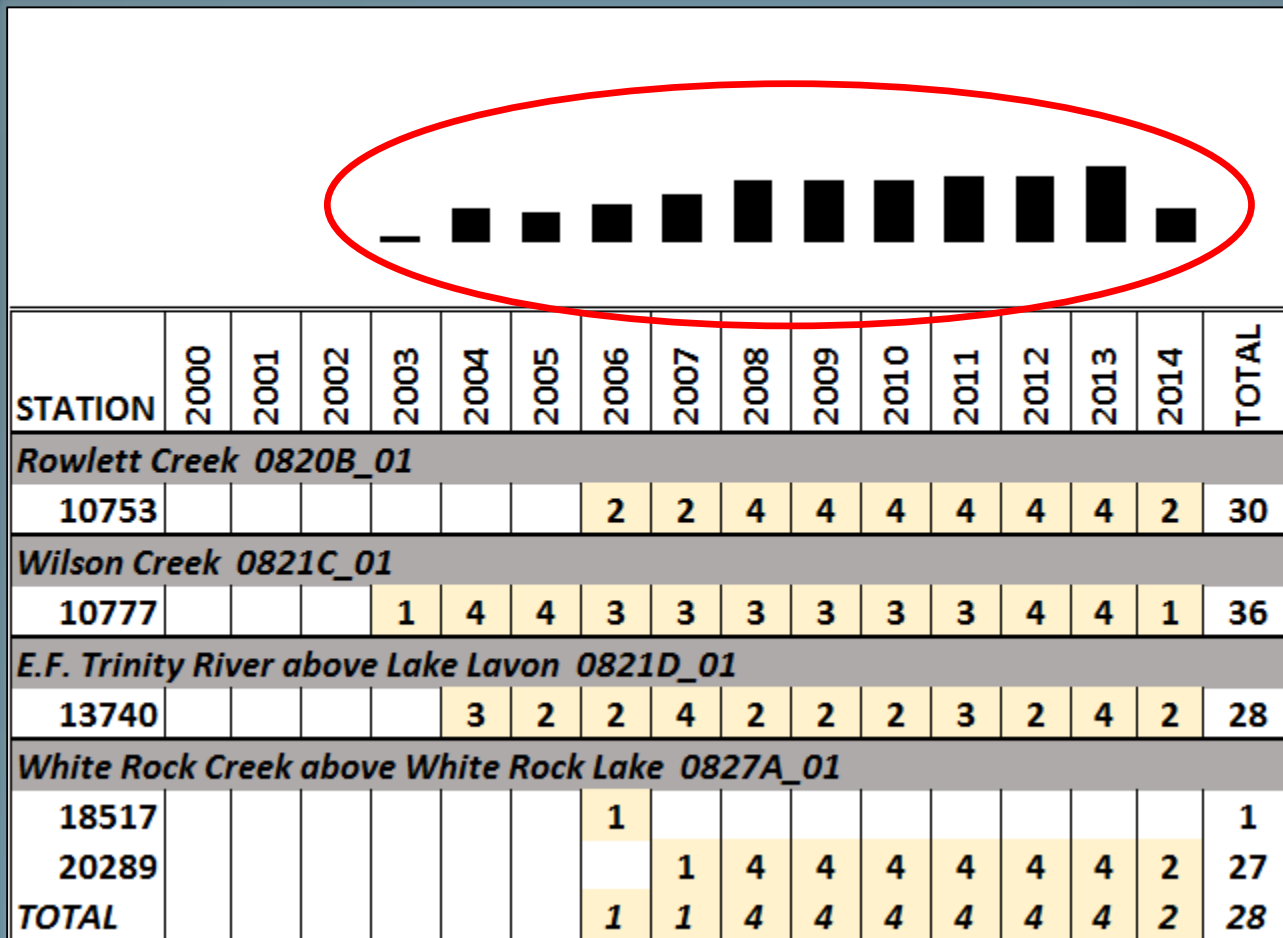 STATION 2000 2001 2002 2003 2004 2005 2006 2007 2008 2009 2010 2011 2012 2013 2014 TOTAL
Rowlett Creek 0820B_01
10753 2 2 4 4 4 4 4 4 2 30
Wilson Creek 0821C_01
10777 1 4 4 3 3 3 3 3 3 4 4 1 36
E.F. Trinity River above Lake Lavon 0821D_01
13740 3 2 2 4 2 2 2 3 2 4 2 28
White Rock Creek above White Rock Lake 0827A_01
18517 1 1
20289 1 4 4 4 4 4 4 2 27
TOTAL 1 1 4 4 4 4 4 4 2 28